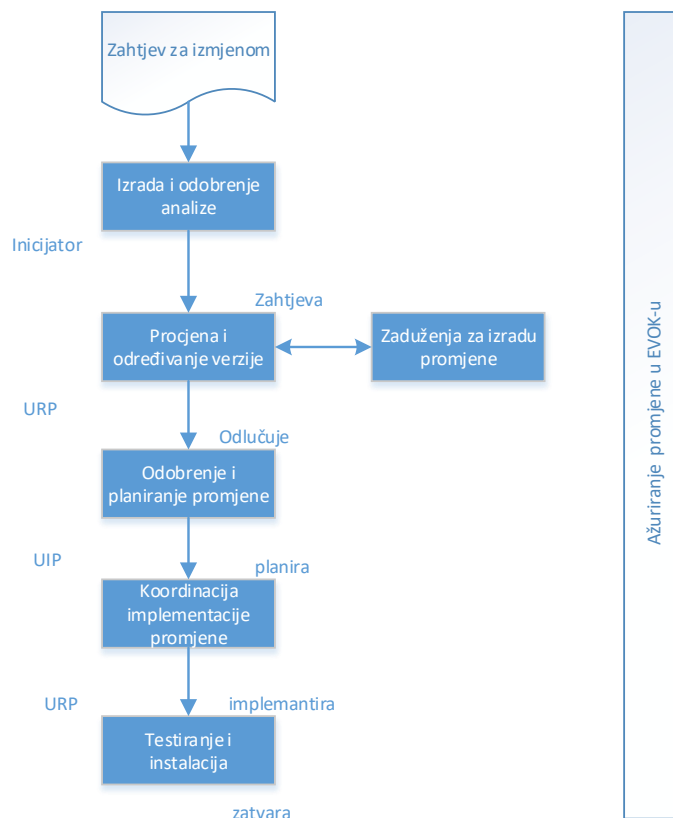 Zahtjev za izmjenom
Izrada i odobrenje
analize
Inicijator
Zahtjeva
Procjena i
određivanje verzije
Zaduženja za izradu
promjene
URP
Odlučuje
Odobrenje i
planiranje promjene
UIP
planira
Koordinacija
implementacije
promjene
URP
implemantira
Testiranje i
instalacija
zatvara
Ažuriranje promjene u EVOK-u